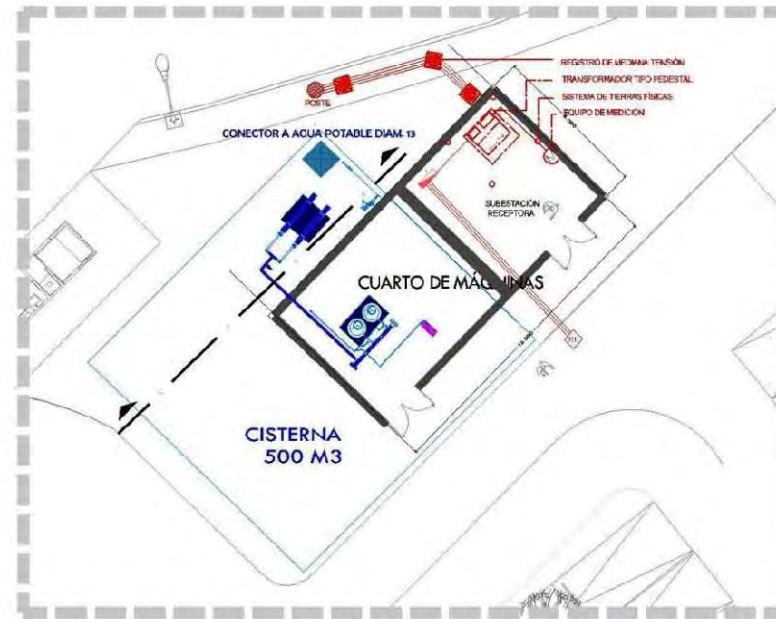 REGISTRO DE MEDIANA TENSIÓN
TRANSFORMADOR TIPO PEDESTAL
SISTEMA DE TIERRAS FÍSICAS
EQUIPO DE MEDICIÓN
POSTE
CONECTOR A AGUA POTABLE DIAM. 13
SUBESTACIÓN
RECEPTORA
CUARTO DE MÁQUINAS
CISTERNA
500 M3